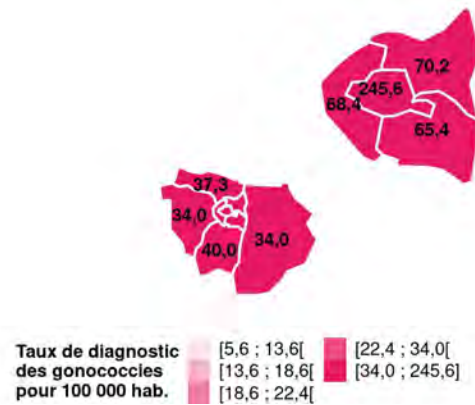 70,2
245,6
68,4
65,4
37,3
34,0
40,0
34,0
Taux de diagnostic
des gonococcies
pour 100 000 hab.
[5,6 ; 13,6[
[13,6 ; 18,6[
[18,6 ; 22,4[
[22,4 ; 34,0[
[34,0 ; 245,6]